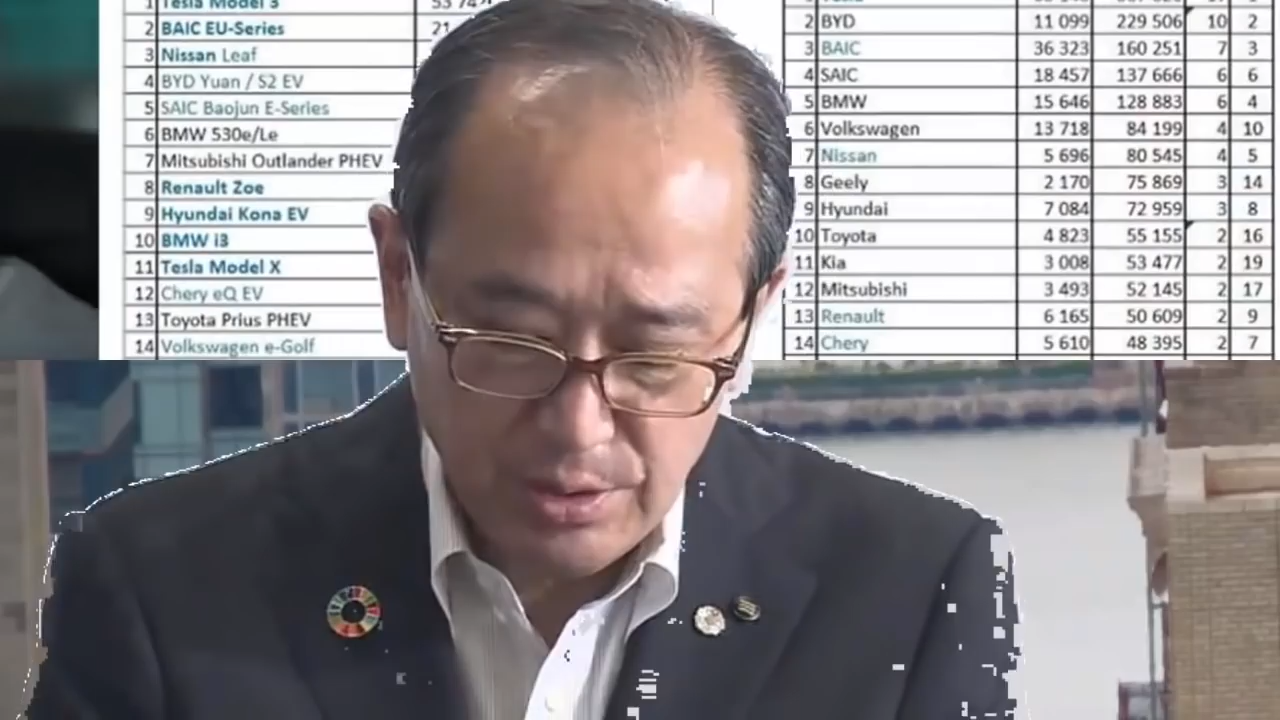 1 Tesla Model 3
2 BAIC EU-Series
3 Nissan Leaf
4 BYD Yuan / S2 EV
5 SAIC Baojun E-Series
6 BMW 530e/Le
7 Mitsubishi Outlander PHEV
8 Renault Zoe
9 Hyundai Kona EV
10 BMW i3
11 Tesla Model X
12 Chery eQ EV
13 Toyota Prius PHEV
14 Volkswagen e-Golf
2 BYD 11 099 229 506 10 2
3 BAIC 36 323 160 251 7 3
4 SAIC 18 457 137 666 6 6
5 BMW 15 646 128 883 6 4
6 Volkswagen 13 718 84 199 4 10
7 Nissan 5 696 80 545 4 5
8 Geely 2 170 75 869 3 14
9 Hyundai 7 084 72 959 3 8
10 Toyota 4 823 55 155 2 16
11 Kia 3 008 53 477 2 19
12 Mitsubishi 3 493 52 145 2 17
13 Renault 6 165 50 609 2 9
14 Chery 5 610 48 395 2 7